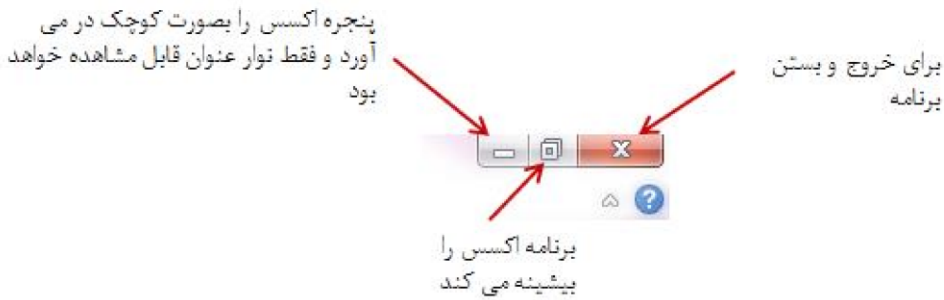 پنجره اکسس را بصورت کوچک در می
آورد و فقط نوار عنوان قابل مشاهده خواهد
بود
برای خروج و بستن
برنامه
برنامه اکسس را
بیشینه می کند